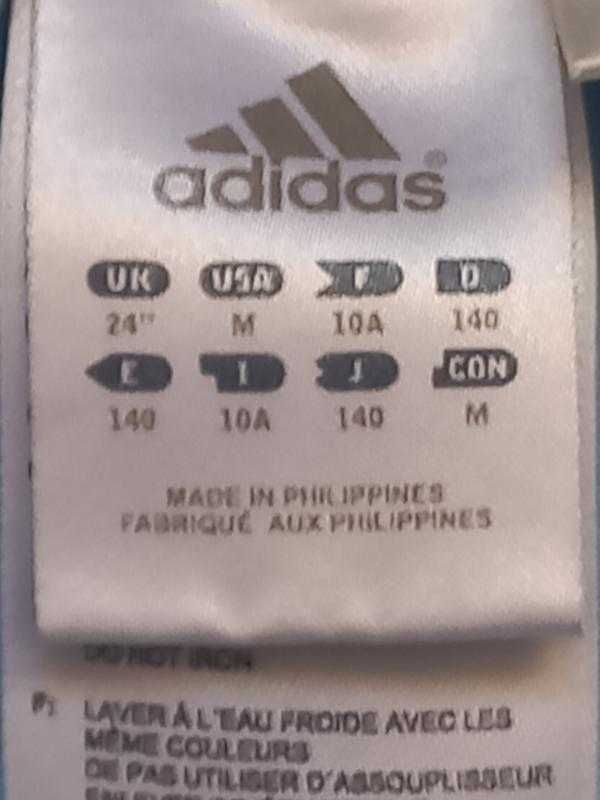 adidas®
UK USA F D
24" M 10A 140
E I J CON
140 10A 140 M
MADE IN PHILIPPINES
FABRIQUÉ AUX PHILIPPINES
DO NOT IRON
F: LAVER À L'EAU FROIDE AVEC LES
MÊME COULEURS
DE PAS UTILISER D'ASSOUPLISSEUR